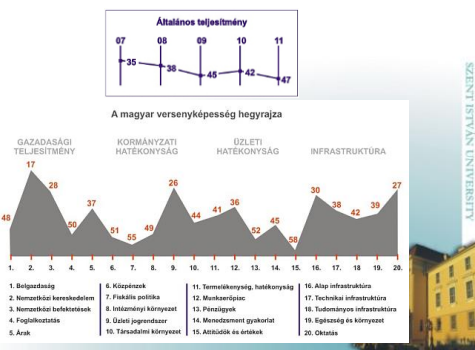 Általános teljesítmény
07 08 09 10 11
35 38 45 42 47
A magyar versenyképesség hegyrajza
GAZDASÁGI TELJESÍTMÉNY
KORMÁNYZATI HATÉKONYSÁG
ÜZLETI HATÉKONYSÁG
INFRASTRUKTÚRA
48 17 28 50 37 51 55 49 26 44 41 36 52 45 58 30 38 42 39 27
1. 2. 3. 4. 5. 6. 7. 8. 9. 10. 11. 12. 13. 14. 15. 16. 17. 18. 19. 20.
1. Belgazdaság
2. Nemzetközi kereskedelem
3. Nemzetközi befektetések
4. Foglalkoztatás
5. Árak
6. Közpénzek
7. Fiskális politika
8. Intézményi környezet
9. Üzleti jogrendszer
10. Társadalmi környezet
11. Termelékenység, hatékonyság
12. Munkaerőpiac
13. Pénzügyek
14. Menedzsment gyakorlat
15. Attitűdök és értékek
16. Alap infrastruktúra
17. Technikai infrastruktúra
18. Tudományos infrastruktúra
19. Egészség és környezet
20. Oktatás
SZENT ISTVÁN UNIVERSITY